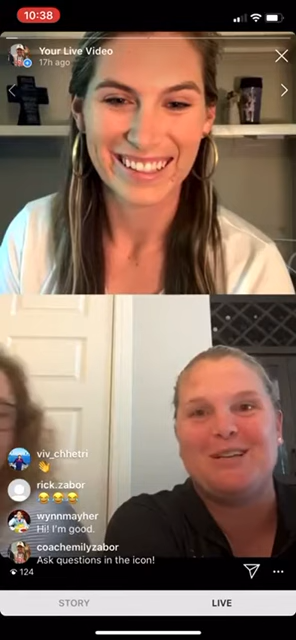 10:38
Your Live Video
17h ago
viv_chhetri
👋
rick.zabor
😂😂😂
wynnmayher
Hi! I'm good.
coachemilyzabor
Ask questions in the icon!
124
STORY LIVE